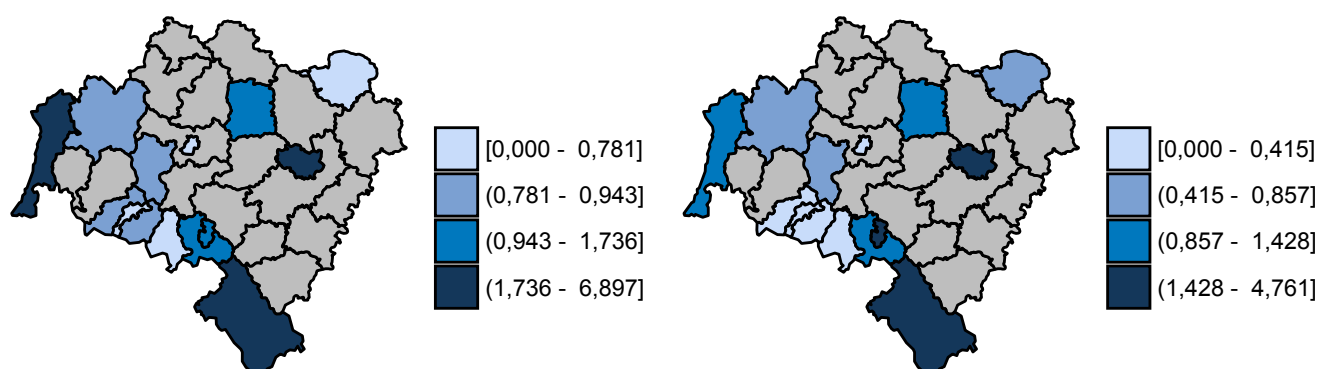 [0,000 - 0,781]
(0,781 - 0,943]
(0,943 - 1,736]
(1,736 - 6,897]
[0,000 - 0,415]
(0,415 - 0,857]
(0,857 - 1,428]
(1,428 - 4,761]